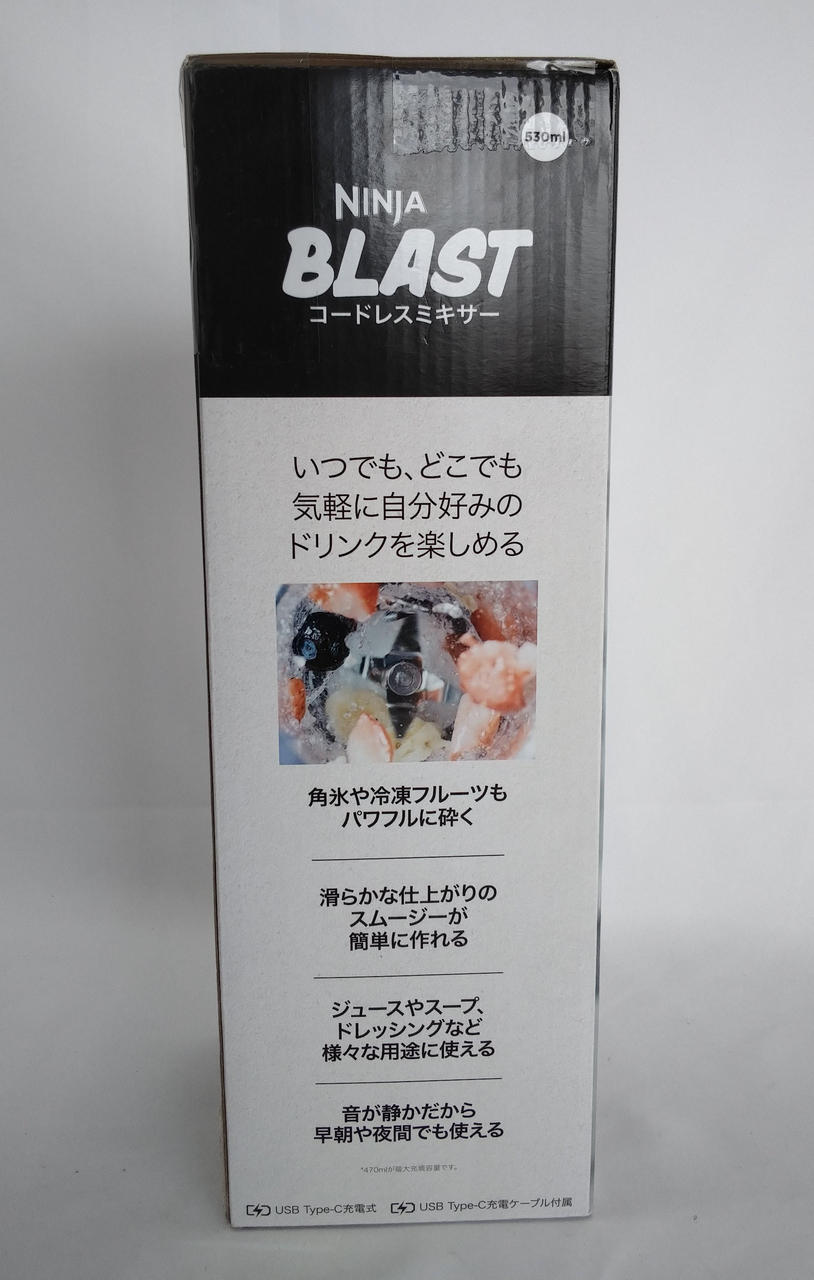 530ml
NINJA
BLAST
コードレスミキサー
いつでも、どこでも
気軽に自分好みの
ドリンクを楽しめる
角氷や冷凍フルーツも
パワフルに砕く
滑らかな仕上がりの
スムージーが
簡単に作れる
ジュースやスープ、
ドレッシングなど
様々な用途に使える
音が静かだから
早朝や夜間でも使える
*470mlが最大充填容量です。
USB Type-C充電式 USB Type-C充電ケーブル付属